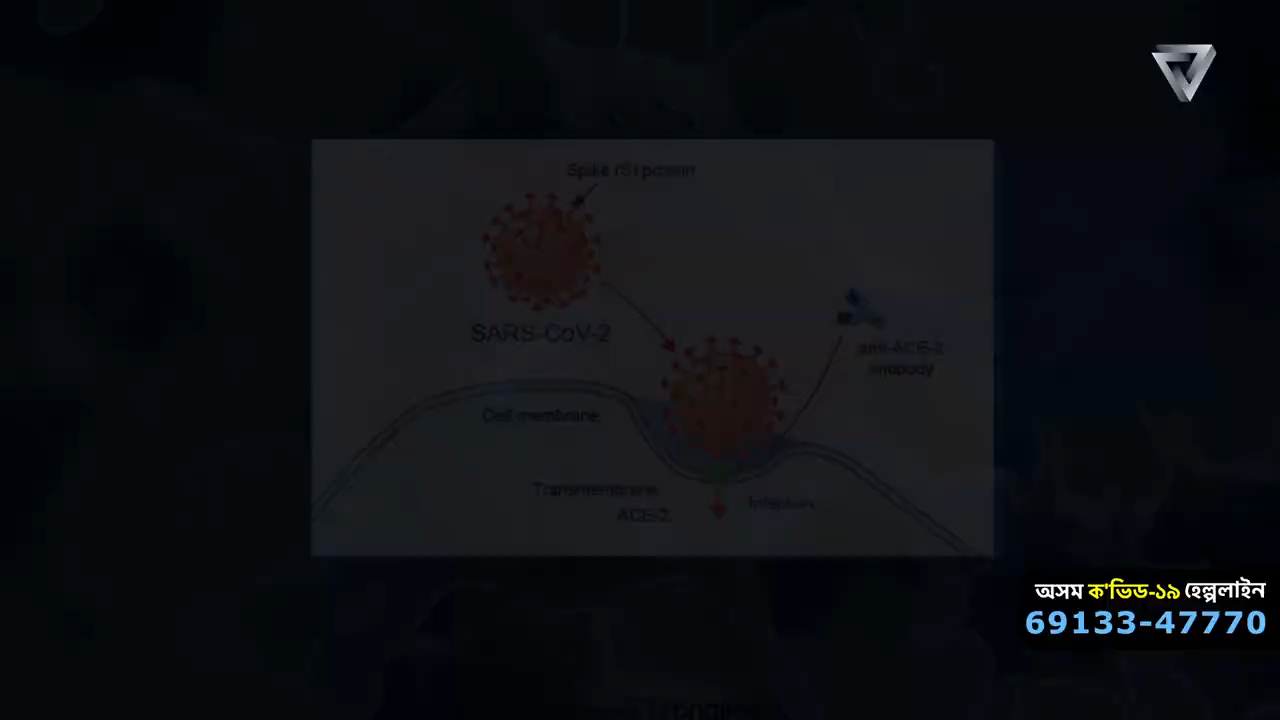 Spike (S) protein
SARS-CoV-2
anti-ACE-2
antibody
Cell membrane
Transmembrane
ACE-2
Infection
অসম ক'ভিড-১৯ হেল্পলাইন
69133-47770